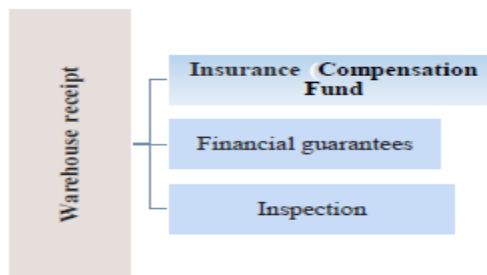 Warehouse receipt
Insurance (Compensation
Fund
Financial guarantees
Inspection